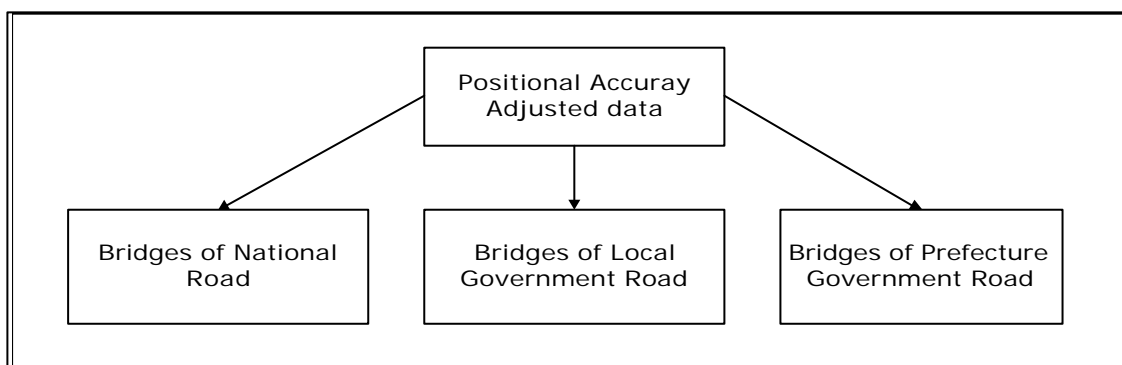 Positional Accuray
Adjusted data
Bridges of National
Road
Bridges of Local
Government Road
Bridges of Prefecture
Government Road